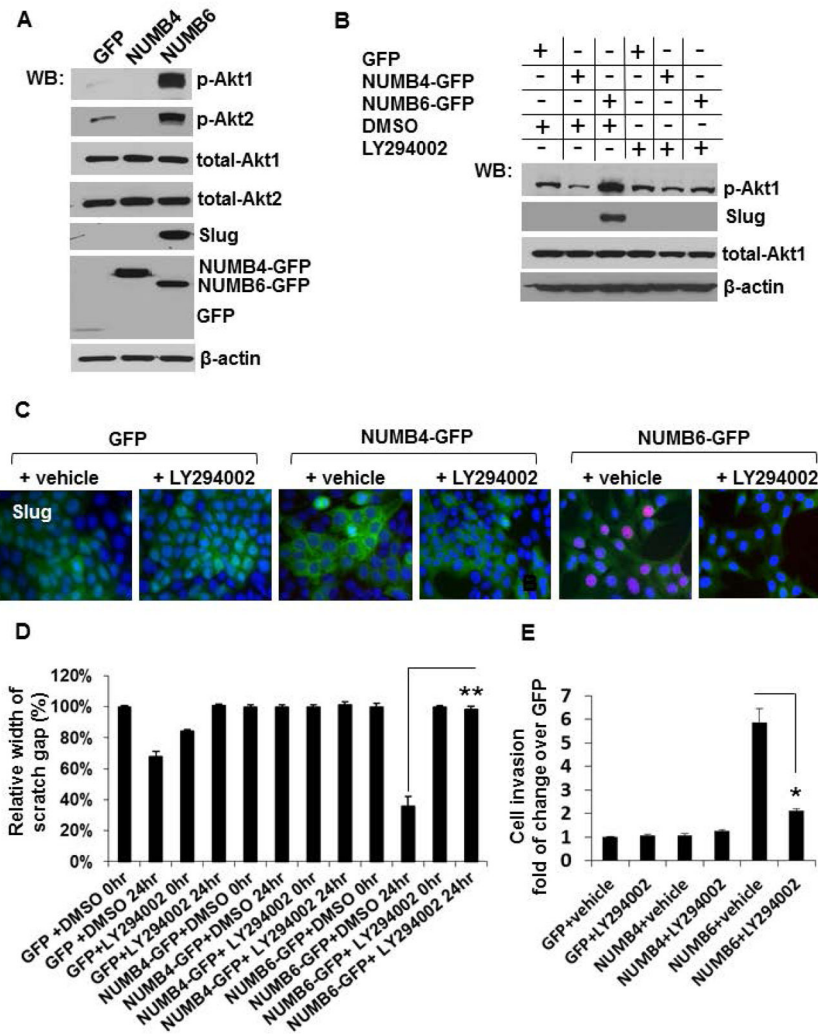 A
GFP
NUMB4
NUMB6
WB:
p-Akt1
p-Akt2
total-Akt1
total-Akt2
Slug
NUMB4-GFP
NUMB6-GFP
GFP
β-actin
B
GFP + - - + - -
NUMB4-GFP - + - - + -
NUMB6-GFP - - + - - +
DMSO + + + - - -
LY294002 - - - + + +
WB:
p-Akt1
Slug
total-Akt1
β-actin
C
GFP
NUMB4-GFP
NUMB6-GFP
+ vehicle
+ LY294002
+ vehicle
+ LY294002
+ vehicle
+ LY294002
Slug
D
Relative width of
scratch gap (%)
120%
100%
80%
60%
40%
20%
0%
**
GFP +DMSO 0hr
GFP +DMSO 24hr
GFP+LY294002 0hr
GFP+LY294002 24hr
NUMB4-GFP+DMSO 0hr
NUMB4-GFP+DMSO 24hr
NUMB4-GFP+ LY294002 0hr
NUMB4-GFP+ LY294002 24hr
NUMB6-GFP+DMSO 0hr
NUMB6-GFP+DMSO 24hr
NUMB6-GFP+ LY294002 0hr
NUMB6-GFP+ LY294002 24hr
E
Cell invasion
fold of change over GFP
7
6
5
4
3
2
1
0
*
GFP+vehicle
GFP+LY294002
NUMB4+vehicle
NUMB4+LY294002
NUMB6+vehicle
NUMB6+LY294002